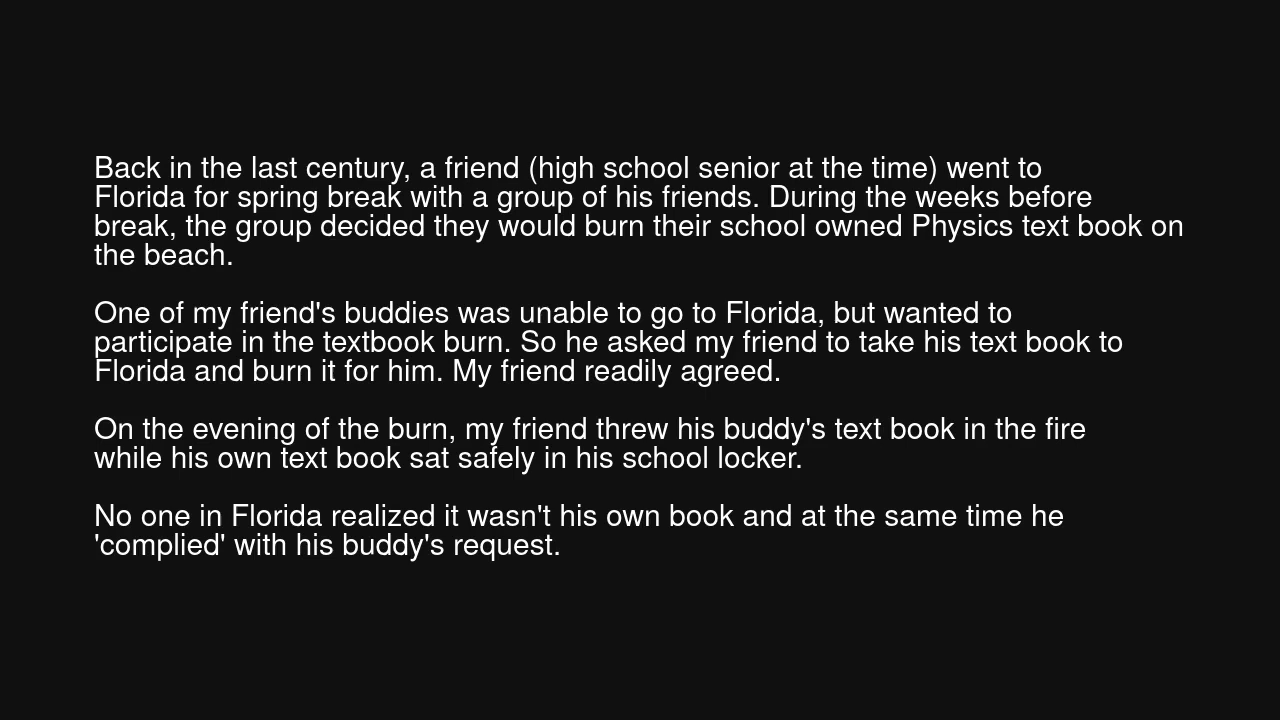 Back in the last century, a friend (high school senior at the time) went to
Florida for spring break with a group of his friends. During the weeks before
break, the group decided they would burn their school owned Physics text book on
the beach.
One of my friend's buddies was unable to go to Florida, but wanted to
participate in the textbook burn. So he asked my friend to take his text book to
Florida and burn it for him. My friend readily agreed.
On the evening of the burn, my friend threw his buddy's text book in the fire
while his own text book sat safely in his school locker.
No one in Florida realized it wasn't his own book and at the same time he
'complied' with his buddy's request.